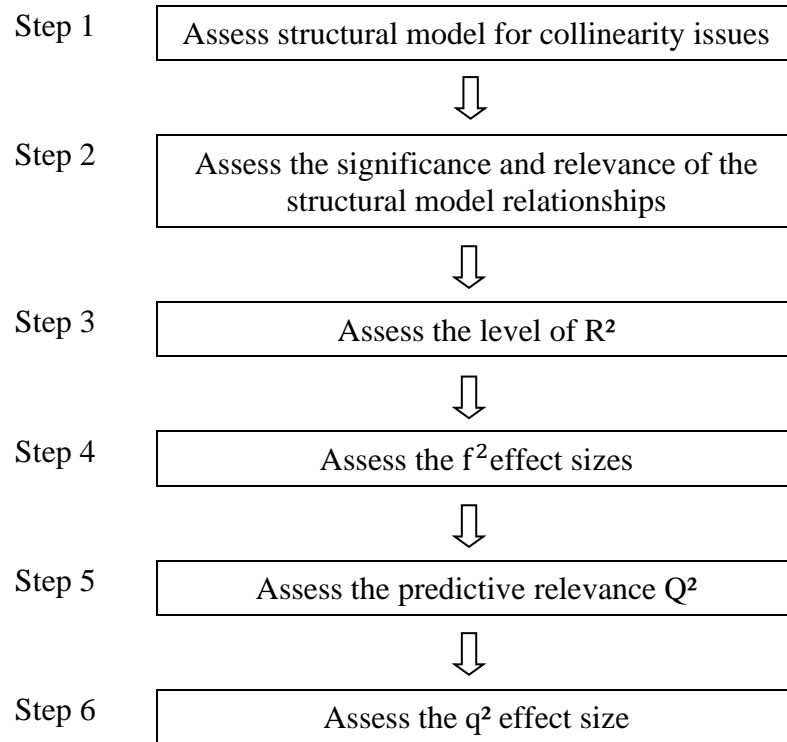 Step 1
Assess structural model for collinearity issues
Step 2
Assess the significance and relevance of the
structural model relationships
Step 3
Assess the level of R²
Step 4
Assess the f² effect sizes
Step 5
Assess the predictive relevance Q²
Step 6
Assess the q² effect size